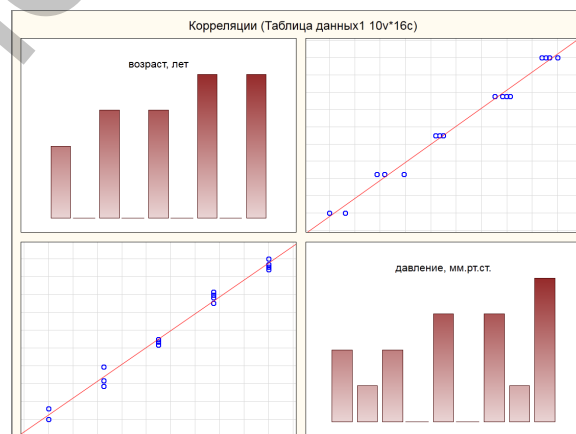 Корреляции (Таблица данных1 10v*16c)
возраст, лет
давление, мм.рт.ст.